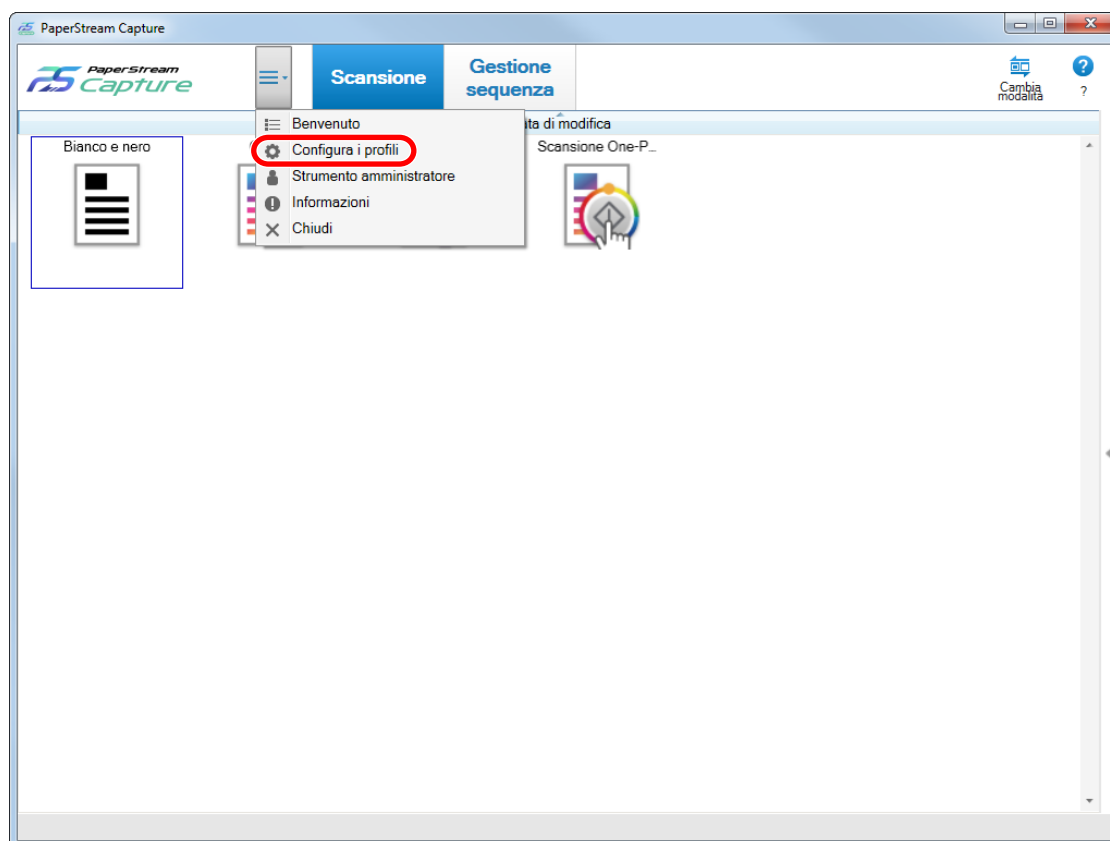 PaperStream Capture
PaperStream
Capture
Scansione
Gestione
sequenza
Cambia
modalità
?
?
Benvenuto
ita di modifica
Bianco e nero
Configura i profili
Scansione One-P...
Strumento amministratore
Informazioni
Chiudi